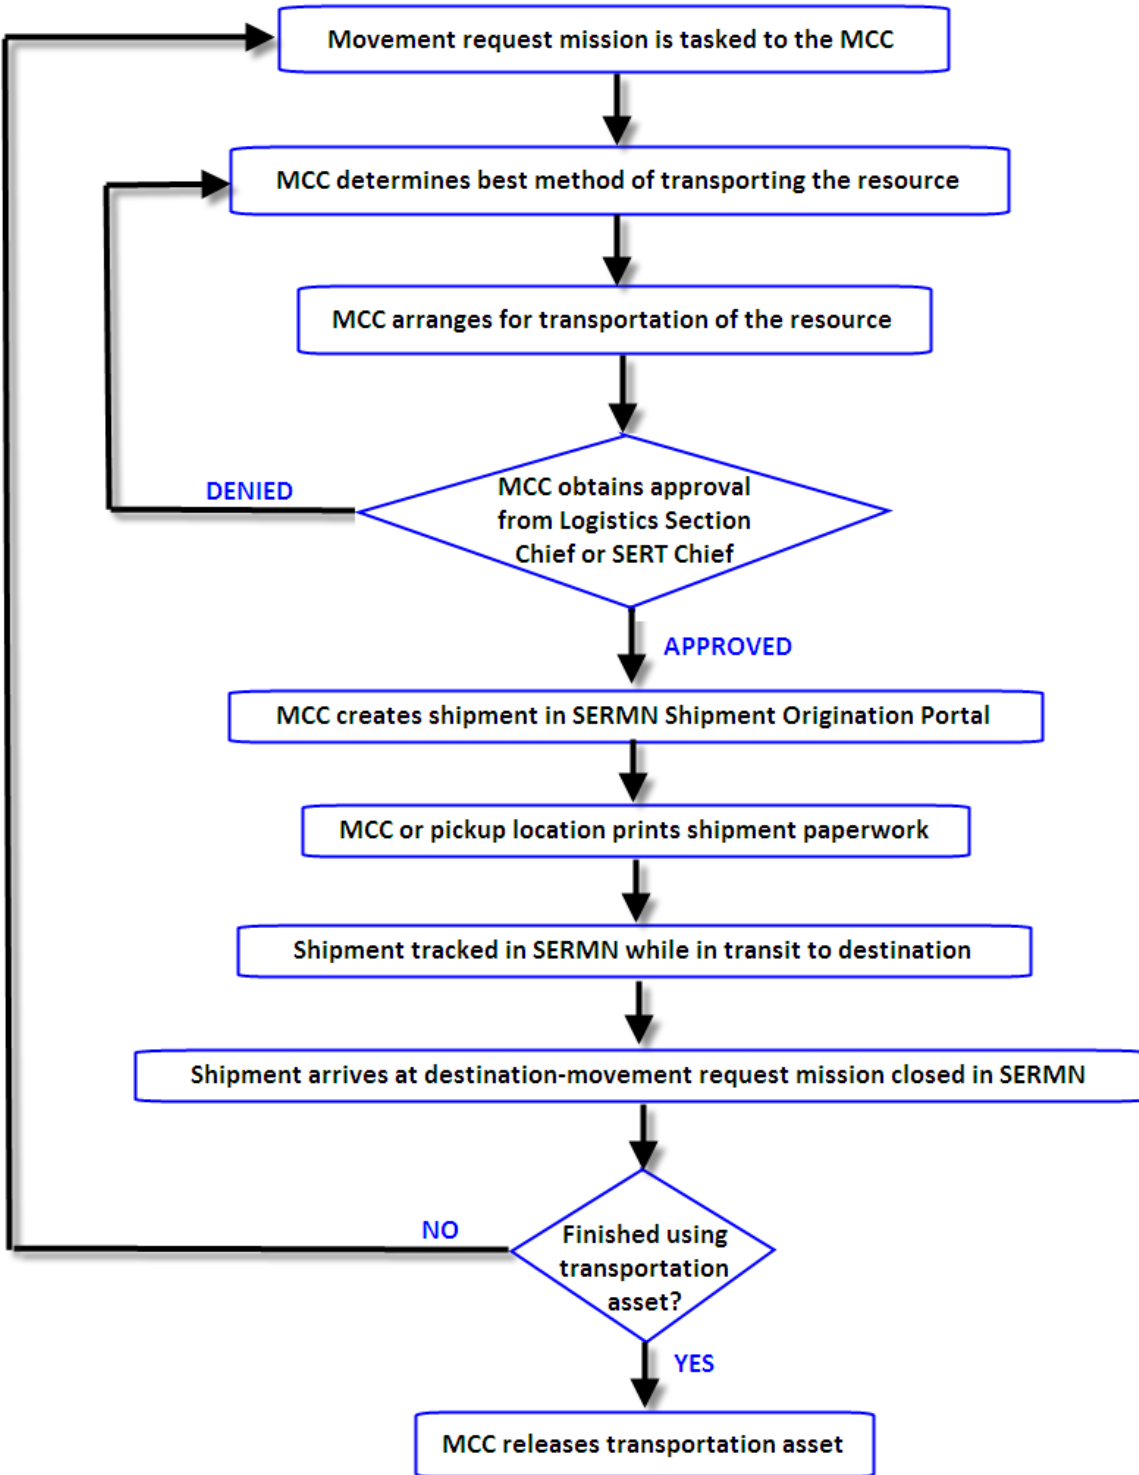 Movement request mission is tasked to the MCC
MCC determines best method of transporting the resource
MCC arranges for transportation of the resource
MCC obtains approval
from Logistics Section
Chief or SERT Chief
DENIED
APPROVED
MCC creates shipment in SERMN Shipment Origination Portal
MCC or pickup location prints shipment paperwork
Shipment tracked in SERMN while in transit to destination
Shipment arrives at destination-movement request mission closed in SERMN
Finished using
transportation
asset?
NO
YES
MCC releases transportation asset